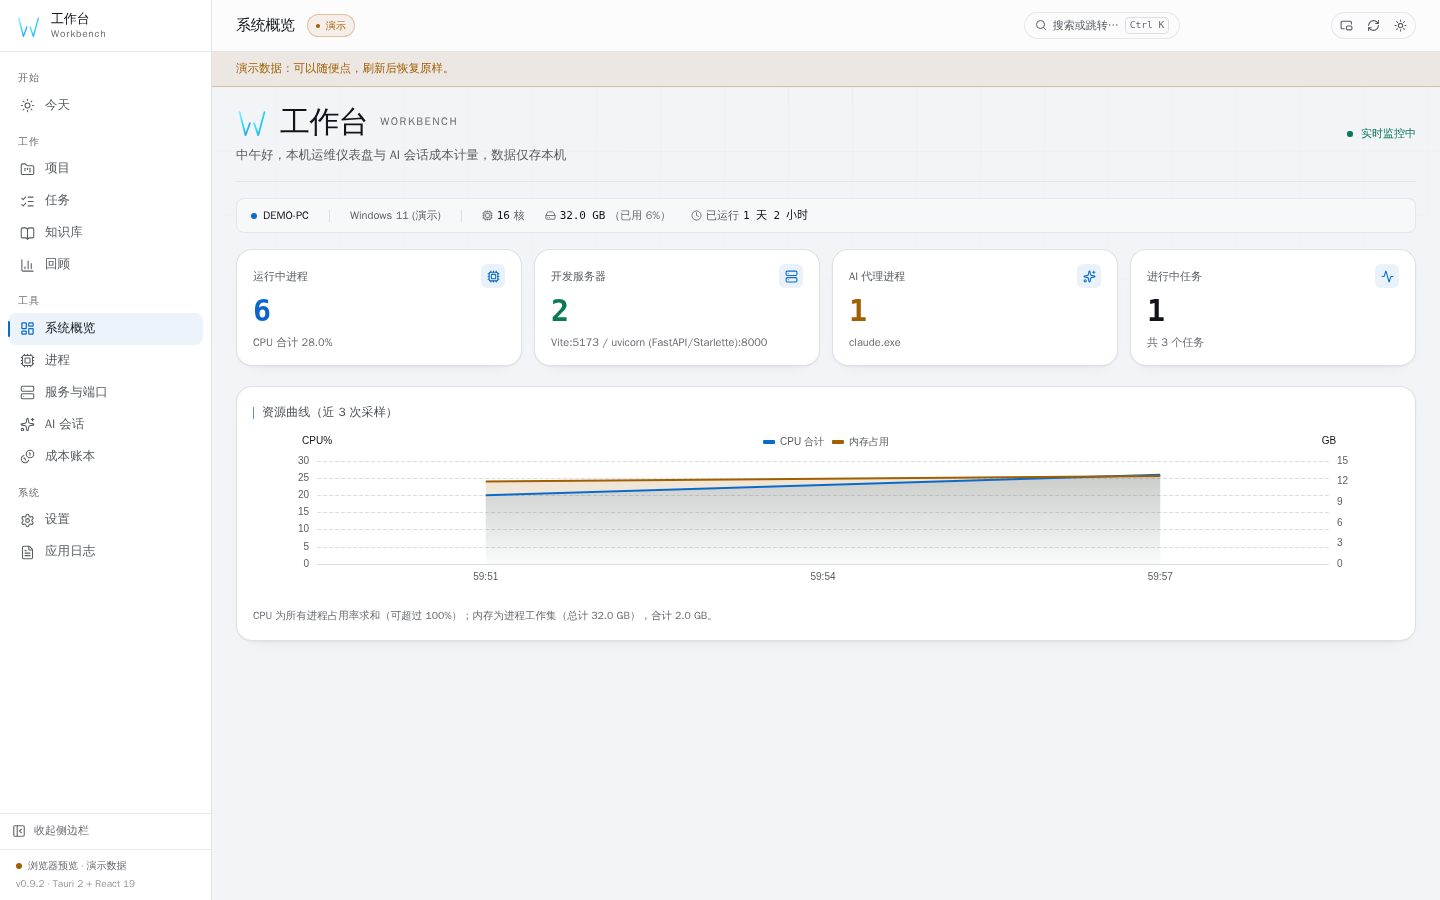 工作台
Workbench
开始
今天
工作
项目
任务
知识库
回顾
工具
系统概览
进程
服务与端口
AI 会话
成本账本
系统
设置
应用日志
收起侧边栏
浏览器预览 · 演示数据
v0.9.2 · Tauri 2 + React 19
系统概览 演示 搜索或跳转… Ctrl K
演示数据：可以随便点，刷新后恢复原样。
工作台 WORKBENCH
实时监控中
中午好，本机运维仪表盘与 AI 会话成本计量，数据仅存本机
DEMO-PC Windows 11 (演示) 16 核 32.0 GB （已用 6%） 已运行 1 天 2 小时
运行中进程
6
CPU 合计 28.0%
开发服务器
2
Vite:5173 / uvicorn (FastAPI/Starlette):8000
AI 代理进程
1
claude.exe
进行中任务
1
共 3 个任务
资源曲线（近 3 次采样）
CPU% CPU 合计 内存占用 GB
30 15
25 12
20 9
15 6
10 3
5 0
0
59:51 59:54 59:57
CPU 为所有进程占用率求和（可超过 100%）；内存为进程工作集（总计 32.0 GB），合计 2.0 GB。